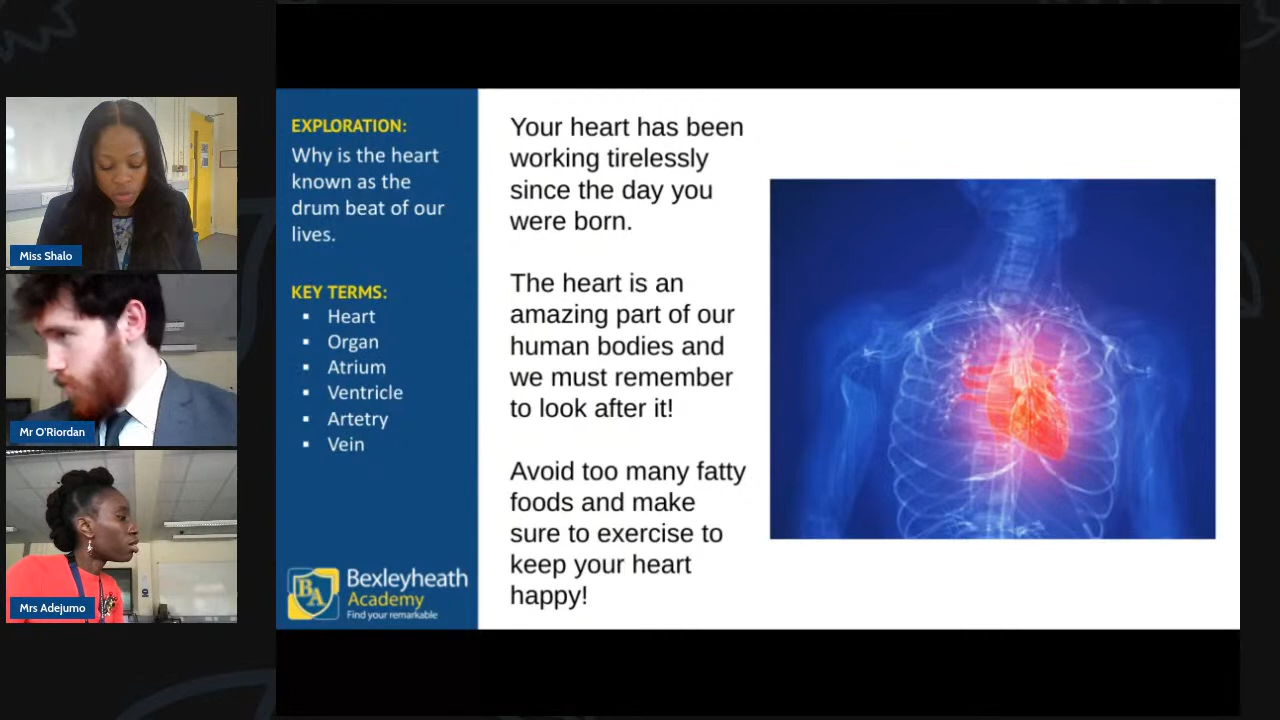 Miss Shalo
Mr O'Riordan
Mrs Adejumo
EXPLORATION:
Why is the heart
known as the
drum beat of our
lives.
KEY TERMS:
▪ Heart
▪ Organ
▪ Atrium
▪ Ventricle
▪ Artetry
▪ Vein
BA
Bexleyheath
Academy
Find your remarkable
Your heart has been
working tirelessly
since the day you
were born.
The heart is an
amazing part of our
human bodies and
we must remember
to look after it!
Avoid too many fatty
foods and make
sure to exercise to
keep your heart
happy!